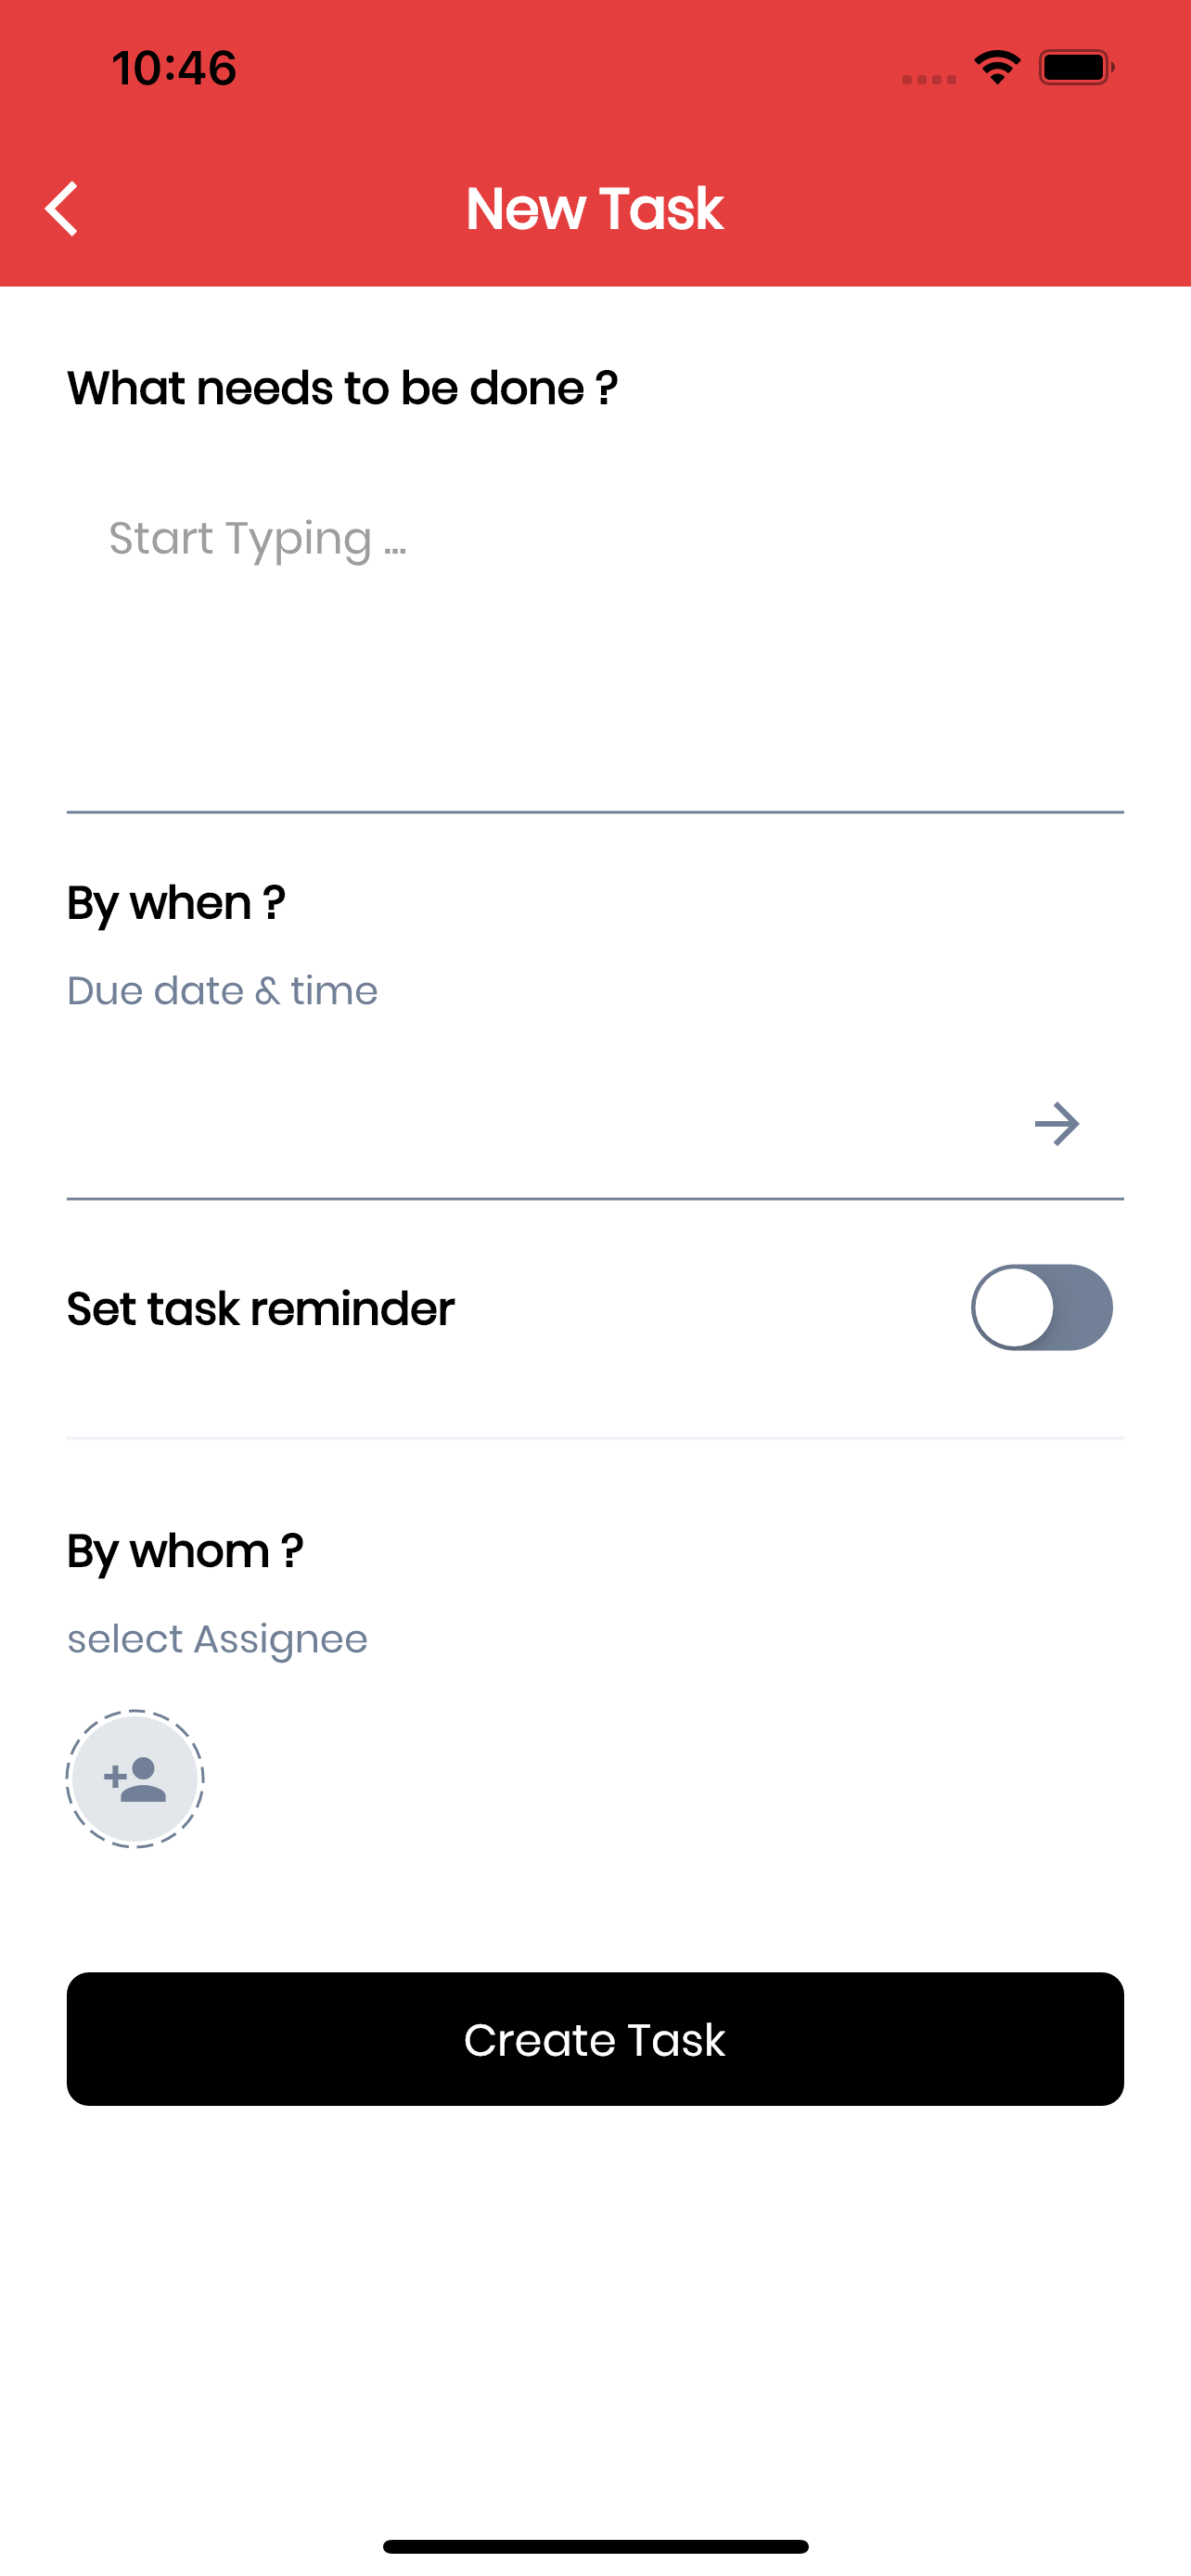 10:46
New Task
What needs to be done ?
Start Typing ...
By when ?
Due date & time
Set task reminder
By whom ?
select Assignee
Create Task